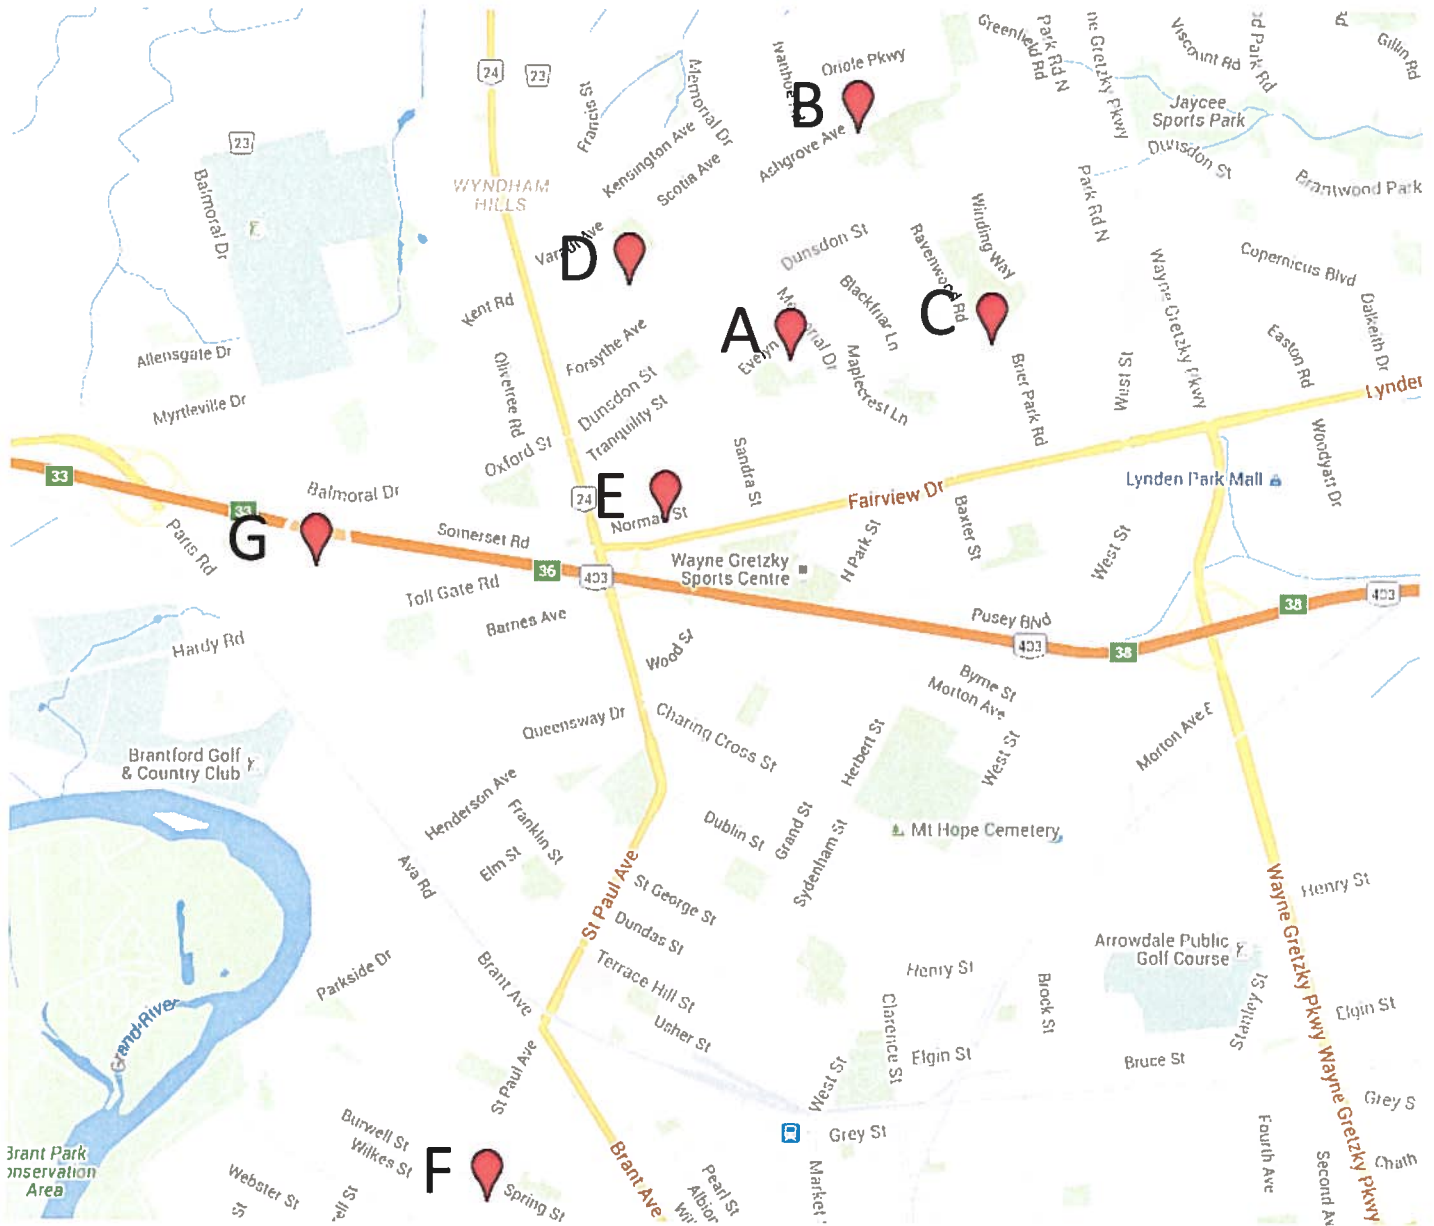 24
23
Francis St
Memorial Dr
Oriole Pkwy
B
Greenfield Rd
Park Rd N
Viscount Rd
Gillin Rd
Jaycee
Sports Park
Kensington Ave
Scotia Ave
Ashgrove Ave
Dunsdon St
Brantwood Park
23
Balmoral Dr
WYNDHAM
HILLS
D
Park Rd N
Winding Way
Ravenwood Rd
Dunsdon St
Copernicus Blvd
Wayne Gretzky Pkwy
Kent Rd
Forsythe Ave
A
Evelyn
Memorial Dr
Blackfriar Ln
C
Dalkeith Dr
Easton Rd
Allensgate Dr
Myrtleville Dr
Olivetree Rd
Dunsdon St
Tranquility St
Oxford St
Maplecrest Ln
Brier Park Rd
West St
Lynden
33
33
G
Balmoral Dr
Paris Rd
Somerset Rd
24
E
Norman St
Sandra St
Fairview Dr
Baxter St
Lynden Park Mall
Woodyatt Dr
36
403
Wayne Gretzky
Sports Centre
N Park St
West St
Toll Gate Rd
Barnes Ave
Pusey Blvd
403
38
38
403
Hardy Rd
Wood St
Byrne St
Morton Ave
Queensway Dr
Charing Cross St
Herbert St
West St
Morton Ave E
Brantford Golf
& Country Club
Henderson Ave
Franklin St
Elm St
Dublin St
Grand St
Sydenham St
Mt Hope Cemetery
Ava Rd
St Paul Ave
St George St
Dundas St
Terrace Hill St
Usher St
Henry St
Wayne Gretzky Pkwy
Arrowdale Public
Golf Course
Parkside Dr
Brant Ave
Henry St
Clarence St
Brock St
Stanley St
Elgin St
Grand River
St Paul Ave
Elgin St
Bruce St
West St
Grey St
Wayne Gretzky Pkwy
Grey S
Burwell St
Wilkes St
F
Spring St
Brant Ave
Pearl St
Albion
Market
Fourth Ave
Second Av
Chath
Brant Park
onservation
Area
Webster St
ell St
St